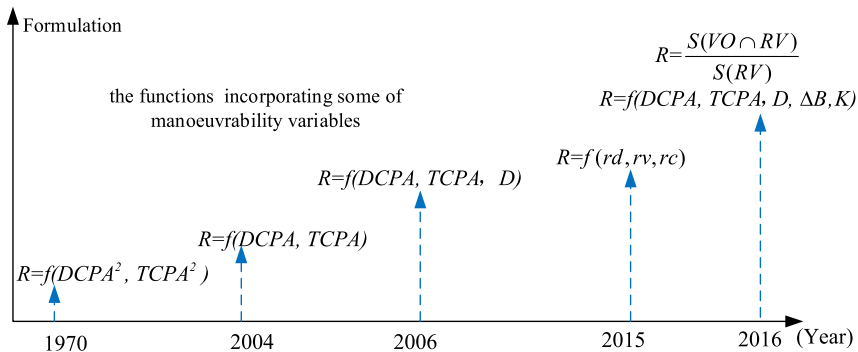 Formulation
R=S(VO∩RV)/S(RV)
the functions incorporating some of
manoeuvrability variables
R=f(DCPA, TCPA, D, ΔB,K)
R=f(rd,rv,rc)
R=f(DCPA, TCPA, D)
R=f(DCPA, TCPA)
R=f(DCPA², TCPA² )
1970 2004 2006 2015 2016 (Year)